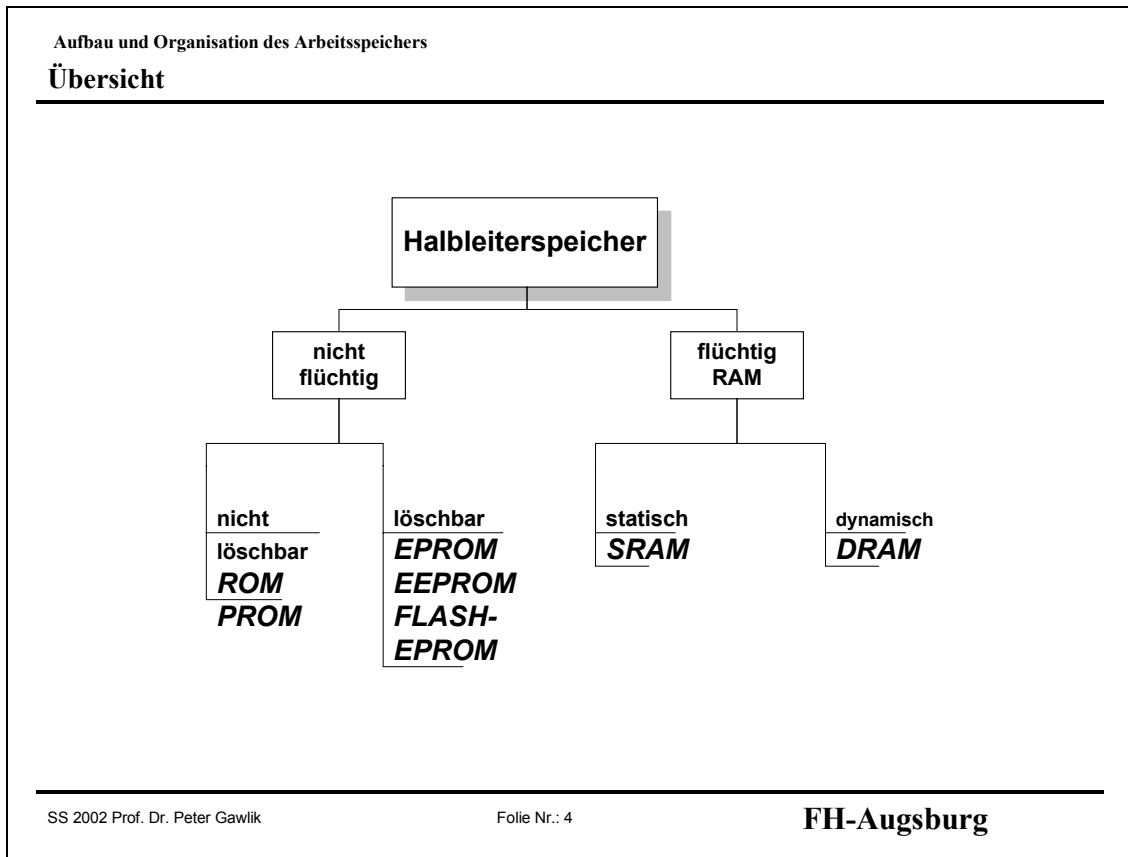 Aufbau und Organisation des Arbeitsspeichers
Übersicht
Halbleiterspeicher
nicht
flüchtig
flüchtig
RAM
nicht
löschbar
ROM
PROM
löschbar
EPROM
EEPROM
FLASH-
EPROM
statisch
SRAM
dynamisch
DRAM
SS 2002 Prof. Dr. Peter Gawlik
Folie Nr.: 4
FH-Augsburg